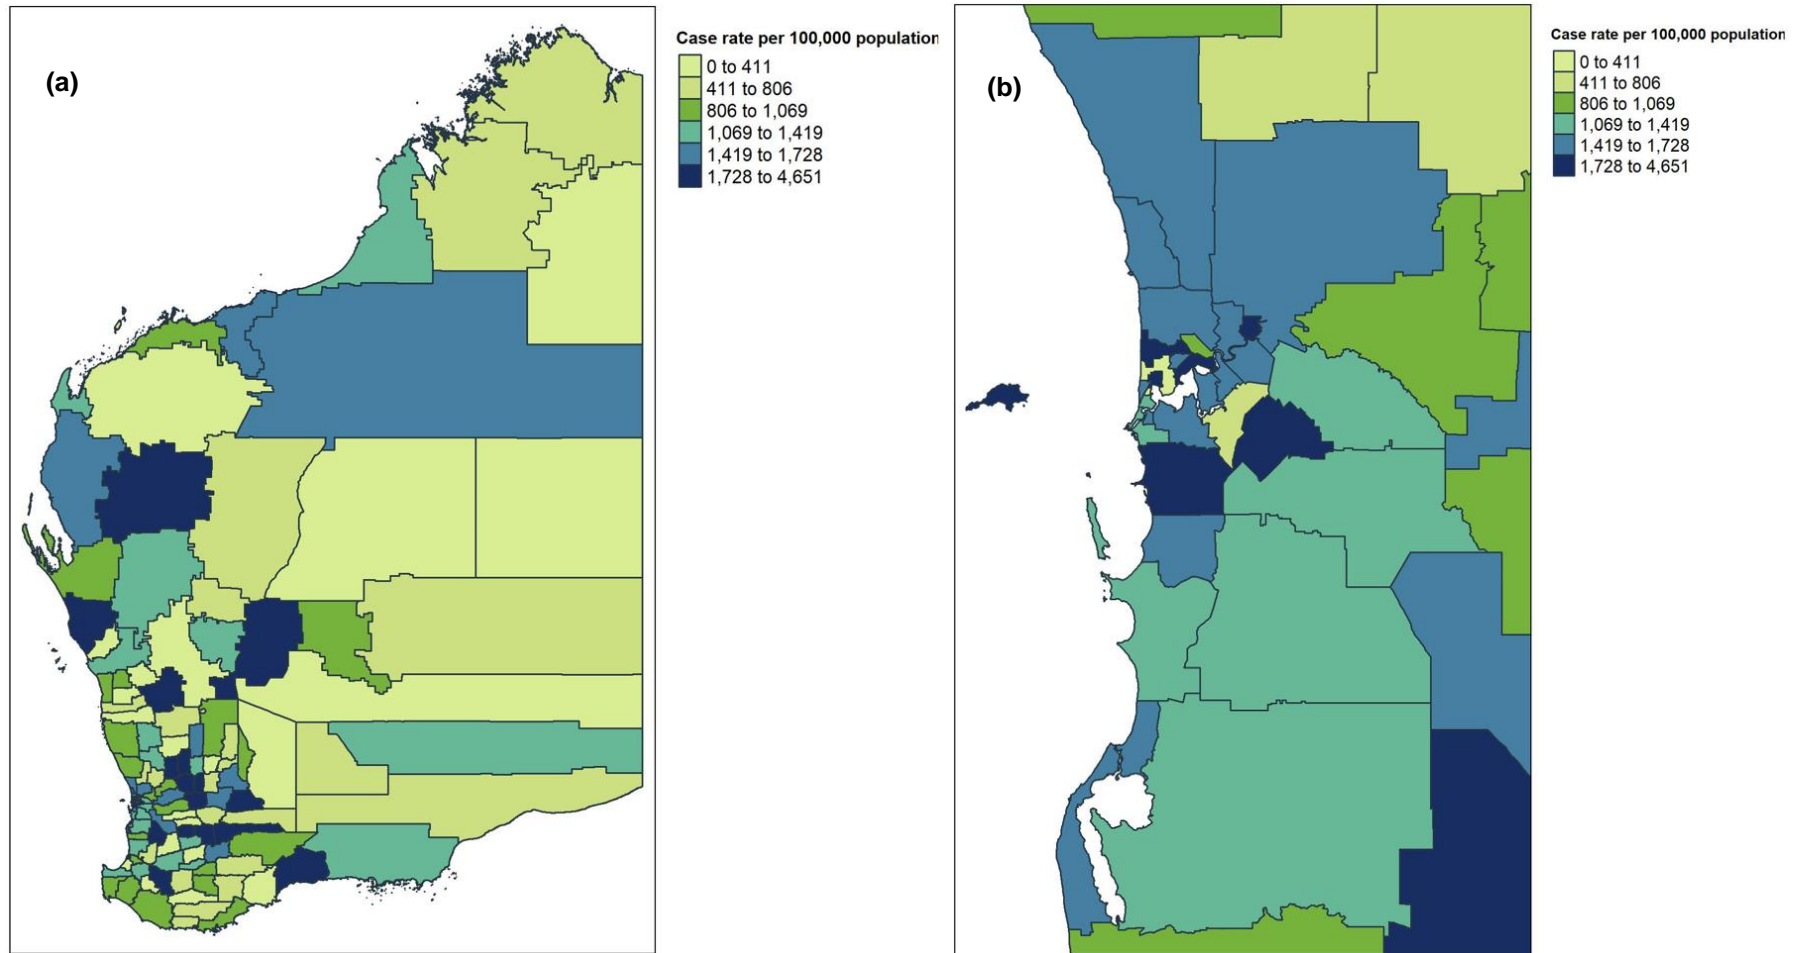 (a)
Case rate per 100,000 population
0 to 411
411 to 806
806 to 1,069
1,069 to 1,419
1,419 to 1,728
1,728 to 4,651
(b)
Case rate per 100,000 population
0 to 411
411 to 806
806 to 1,069
1,069 to 1,419
1,419 to 1,728
1,728 to 4,651